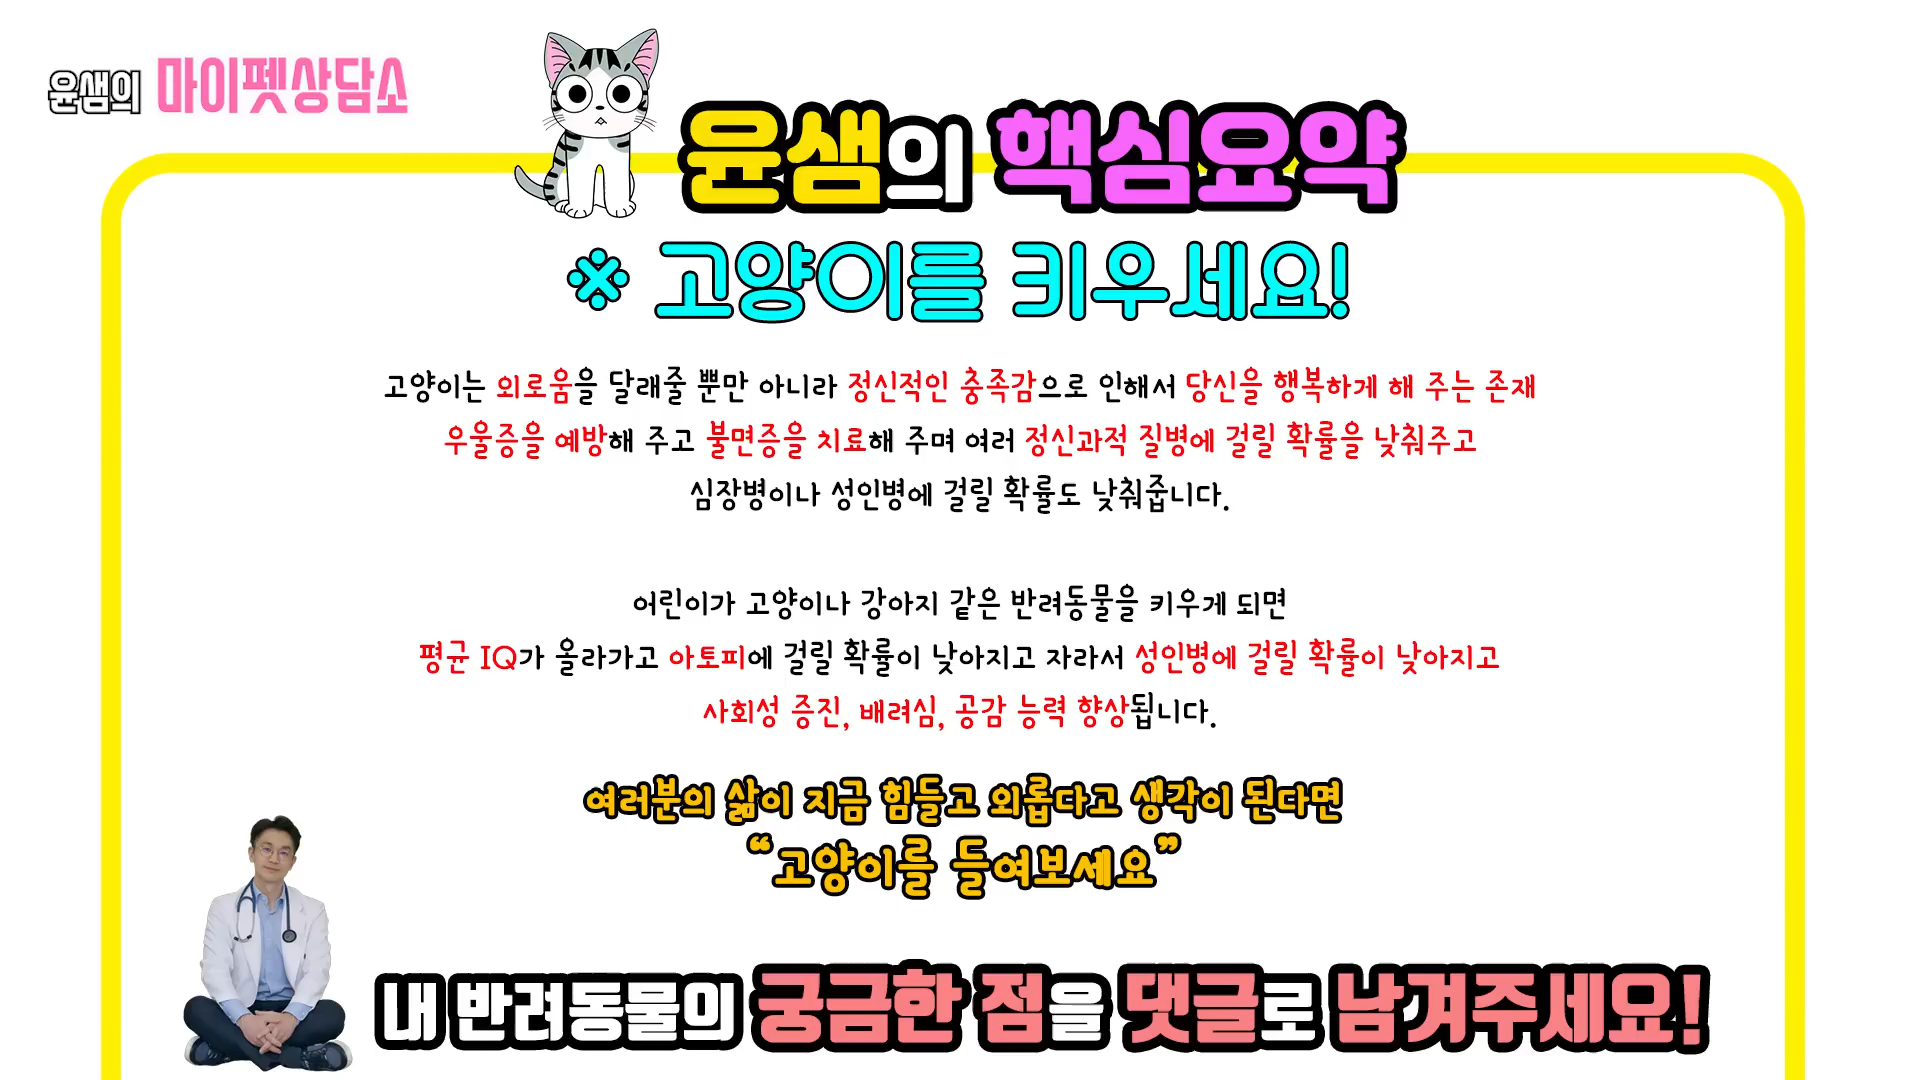 윤샘의 마이펫상담소
윤샘의 핵심요약
※ 고양이를 키우세요!
고양이는 외로움을 달래줄 뿐만 아니라 정신적인 충족감으로 인해서 당신을 행복하게 해 주는 존재
우울증을 예방해 주고 불면증을 치료해 주며 여러 정신과적 질병에 걸릴 확률을 낮춰주고
심장병이나 성인병에 걸릴 확률도 낮춰줍니다.
어린이가 고양이나 강아지 같은 반려동물을 키우게 되면
평균 IQ가 올라가고 아토피에 걸릴 확률이 낮아지고 자라서 성인병에 걸릴 확률이 낮아지고
사회성 증진, 배려심, 공감 능력 향상됩니다.
여러분의 삶이 지금 힘들고 외롭다고 생각이 된다면
“고양이를 들여보세요”
내 반려동물의 궁금한 점을 댓글로 남겨주세요!